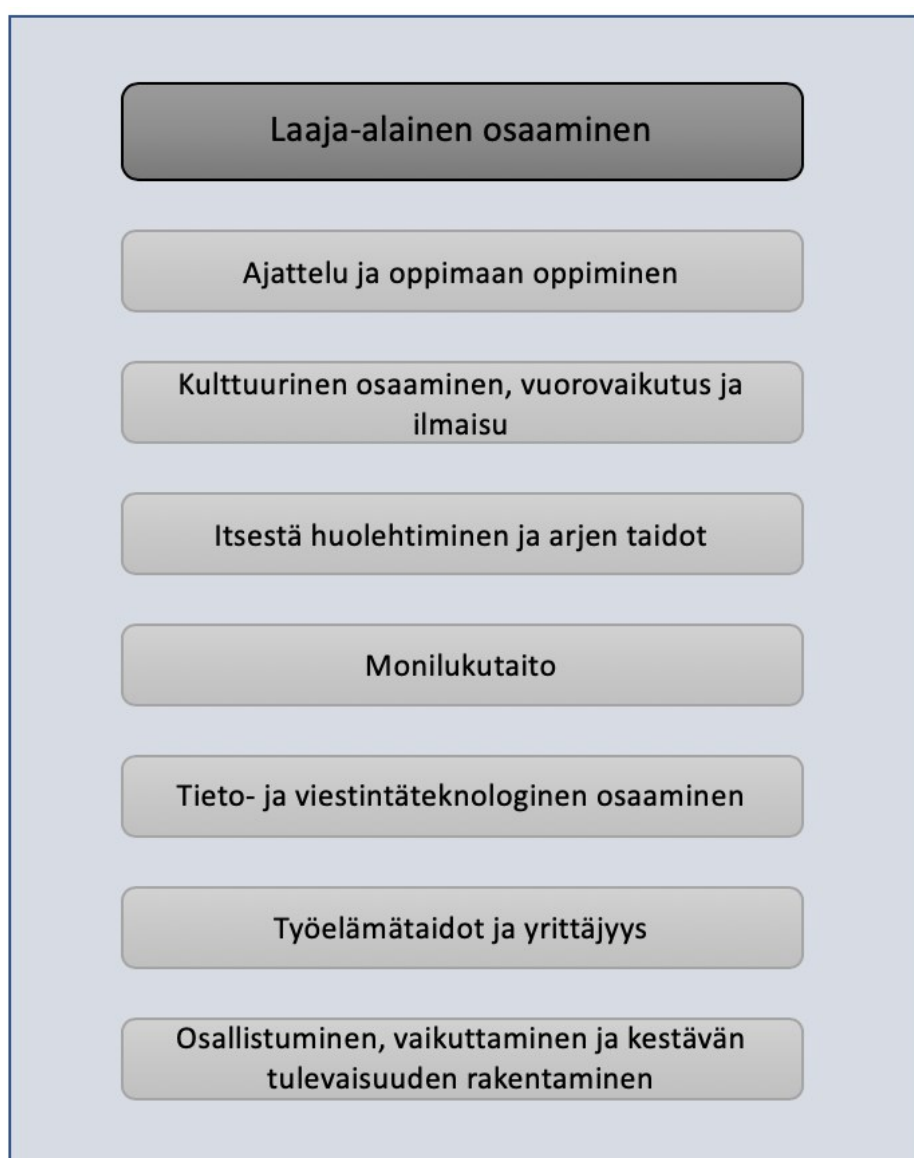 Laaja-alainen osaaminen
Ajattelu ja oppimaan oppiminen
Kulttuurinen osaaminen, vuorovaikutus ja
ilmaisu
Itsestä huolehtiminen ja arjen taidot
Monilukutaito
Tieto- ja viestintäteknologinen osaaminen
Työelämätaidot ja yrittäjyys
Osallistuminen, vaikuttaminen ja kestävän
tulevaisuuden rakentaminen